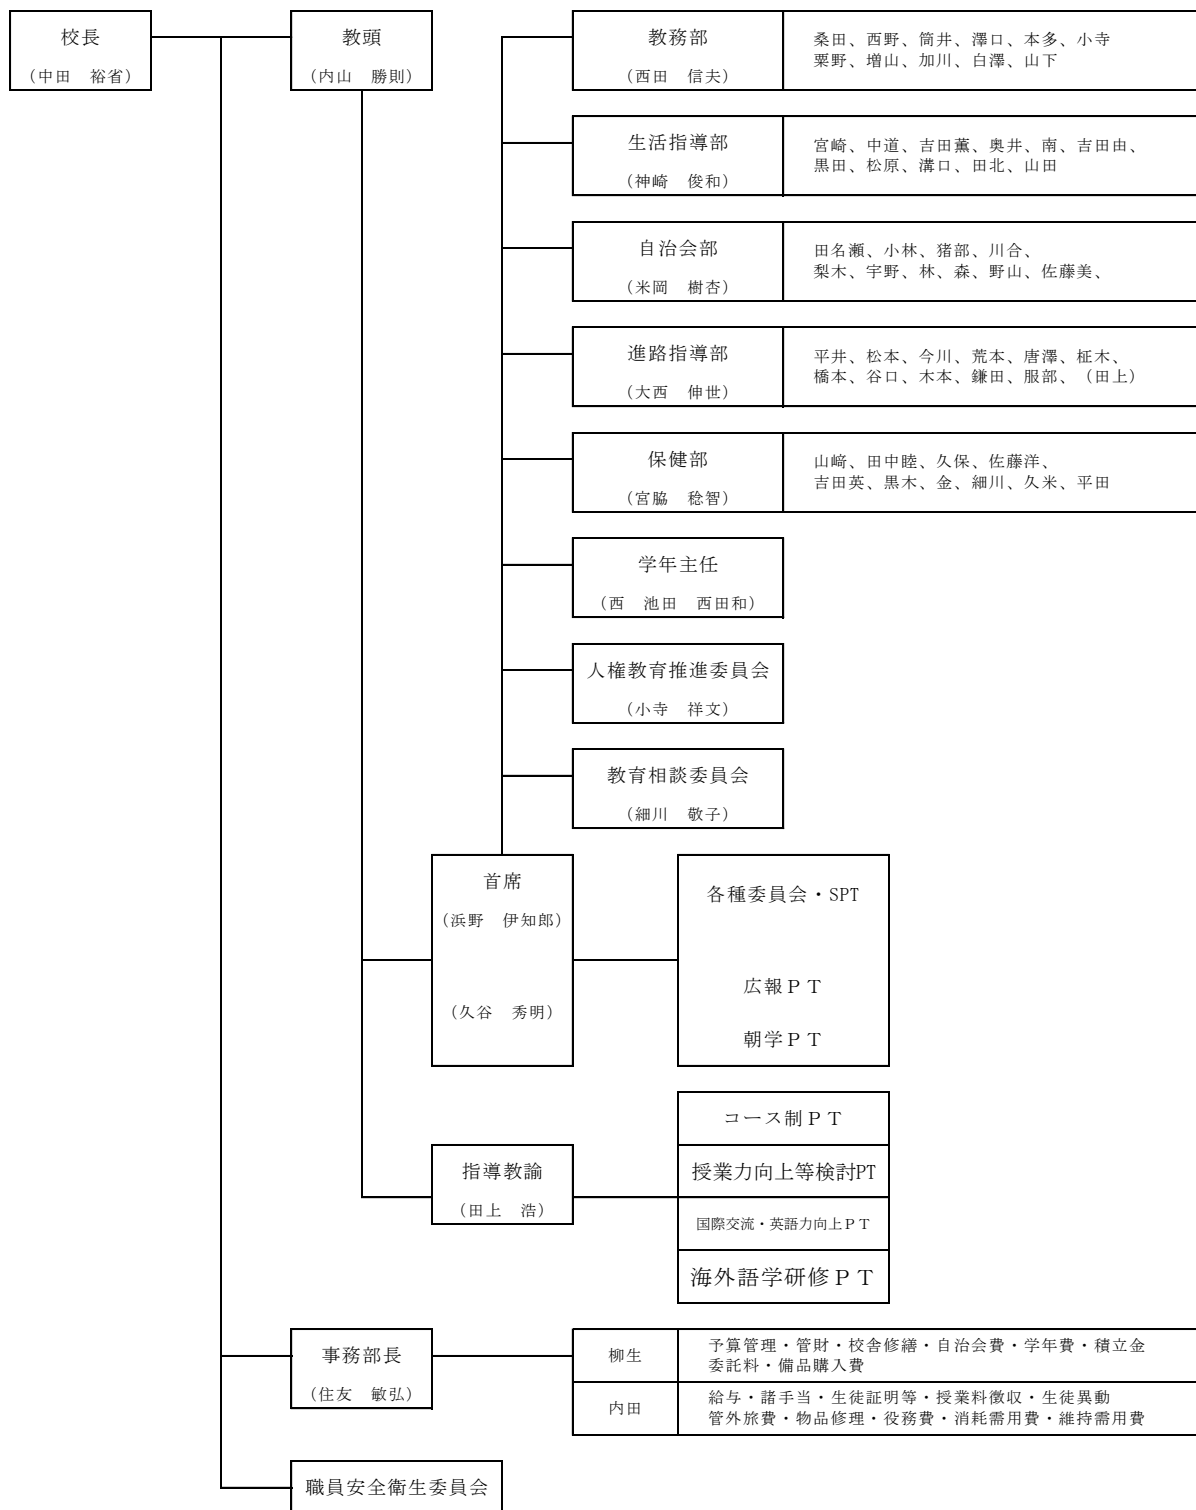 校長
（中田　裕省）
教頭
（内山　勝則）
教務部
（西田　信夫）
桑田、西野、筒井、澤口、本多、小寺
粟野、増山、加川、白澤、山下
生活指導部
（神崎　俊和）
宮崎、中道、吉田薫、奥井、南、吉田由、
黒田、松原、溝口、田北、山田
自治会部
（米岡　樹杏）
田名瀬、小林、猪部、川合、
梨木、宇野、林、森、野山、佐藤美、
進路指導部
（大西　伸世）
平井、松本、今川、荒本、唐澤、柾木、
橋本、谷口、木本、鎌田、服部、（田上）
保健部
（宮脇　稔智）
山﨑、田中睦、久保、佐藤洋、
吉田英、黒木、金、細川、久米、平田
学年主任
（西　池田　西田和）
人権教育推進委員会
（小寺　祥文）
教育相談委員会
（細川　敬子）
首席
（浜野　伊知郎）
（久谷　秀明）
各種委員会・SPT
広報ＰＴ
朝学ＰＴ
指導教諭
（田上　浩）
コース制ＰＴ
授業力向上等検討PT
国際交流・英語力向上ＰＴ
海外語学研修ＰＴ
事務部長
（住友　敏弘）
柳生
予算管理・管財・校舎修繕・自治会費・学年費・積立金
委託料・備品購入費
内田
給与・諸手当・生徒証明等・授業料徴収・生徒異動
管外旅費・物品修理・役務費・消耗需用費・維持需用費
職員安全衛生委員会